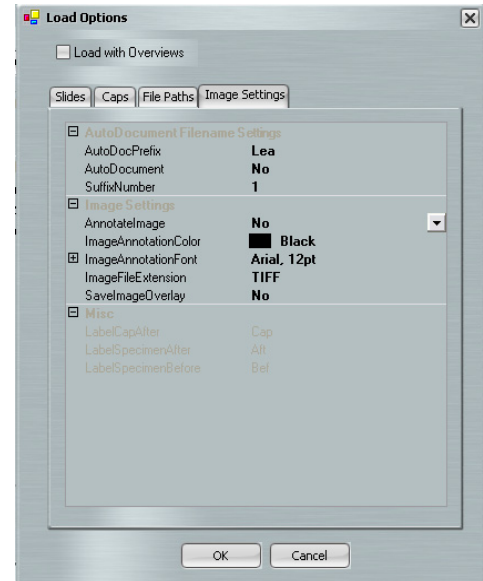 Load Options
Load with Overviews
Slides Caps File Paths Image Settings
AutoDocument Filename Settings
AutoDocPrefix Lea
AutoDocument No
SuffixNumber 1
Image Settings
AnnotateImage No
ImageAnnotationColor Black
ImageAnnotationFont Arial, 12pt
ImageFileExtension TIFF
SaveImageOverlay No
Misc
LabelCapAfter Cap
LabelSpecimenAfter Aft
LabelSpecimenBefore Bef
OK Cancel